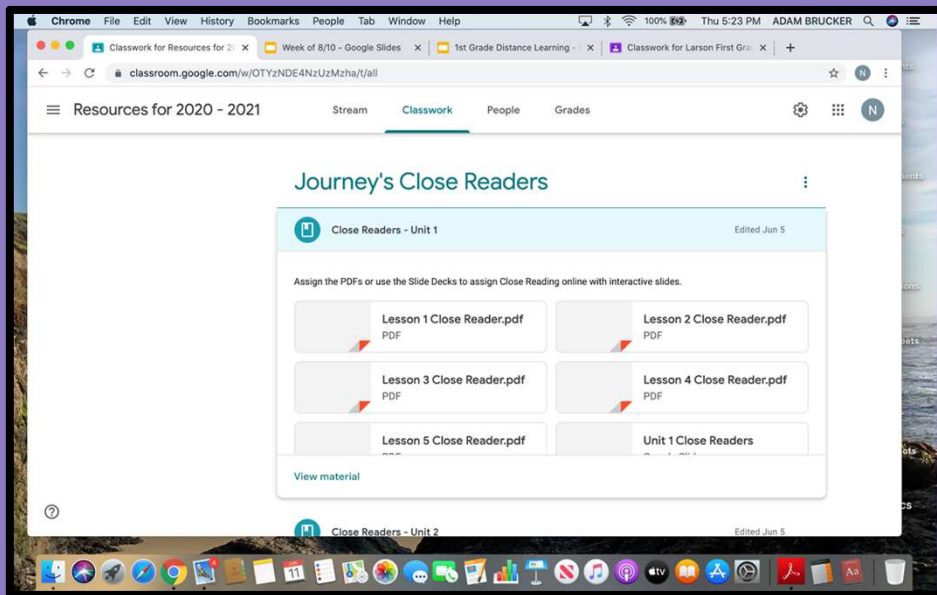 Chrome File Edit View History Bookmarks People Tab Window Help 100% Thu 5:23 PM ADAM BRUCKER
Classwork for Resources for 2 Week of 8/10 - Google Slides 1st Grade Distance Learning - Classwork for Larson First Gra
classroom.google.com/w/OTYzNDE4NzUzMzha/t/all N
Resources for 2020 - 2021 Stream Classwork People Grades N
Journey's Close Readers
Close Readers - Unit 1 Edited Jun 5
Assign the PDFs or use the Slide Decks to assign Close Reading online with interactive slides.
Lesson 1 Close Reader.pdf Lesson 2 Close Reader.pdf
PDF PDF
Lesson 3 Close Reader.pdf Lesson 4 Close Reader.pdf
PDF PDF
Lesson 5 Close Reader.pdf Unit 1 Close Readers
View material
Close Readers - Unit 2 Edited Jun 5
11 tv Aa